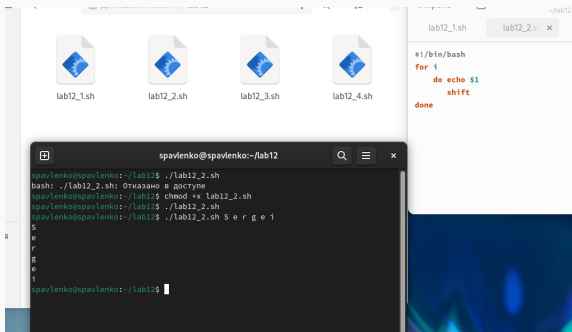 ~/lab12
lab12_1.sh
lab12_2.s
×
lab12_1.sh
lab12_2.sh
lab12_3.sh
lab12_4.sh
#!/bin/bash
for i
do echo $1
shift
done
spavlenko@spavlenko:~/lab12
×
spavlenko@spavlenko:~/lab12$ ./lab12_2.sh
bash: ./lab12_2.sh: Отказано в доступе
spavlenko@spavlenko:~/lab12$ chmod +x lab12_2.sh
spavlenko@spavlenko:~/lab12$ ./lab12_2.sh
spavlenko@spavlenko:~/lab12$ ./lab12_2.sh S e r g e i
S
e
r
g
e
i
spavlenko@spavlenko:~/lab12$
а